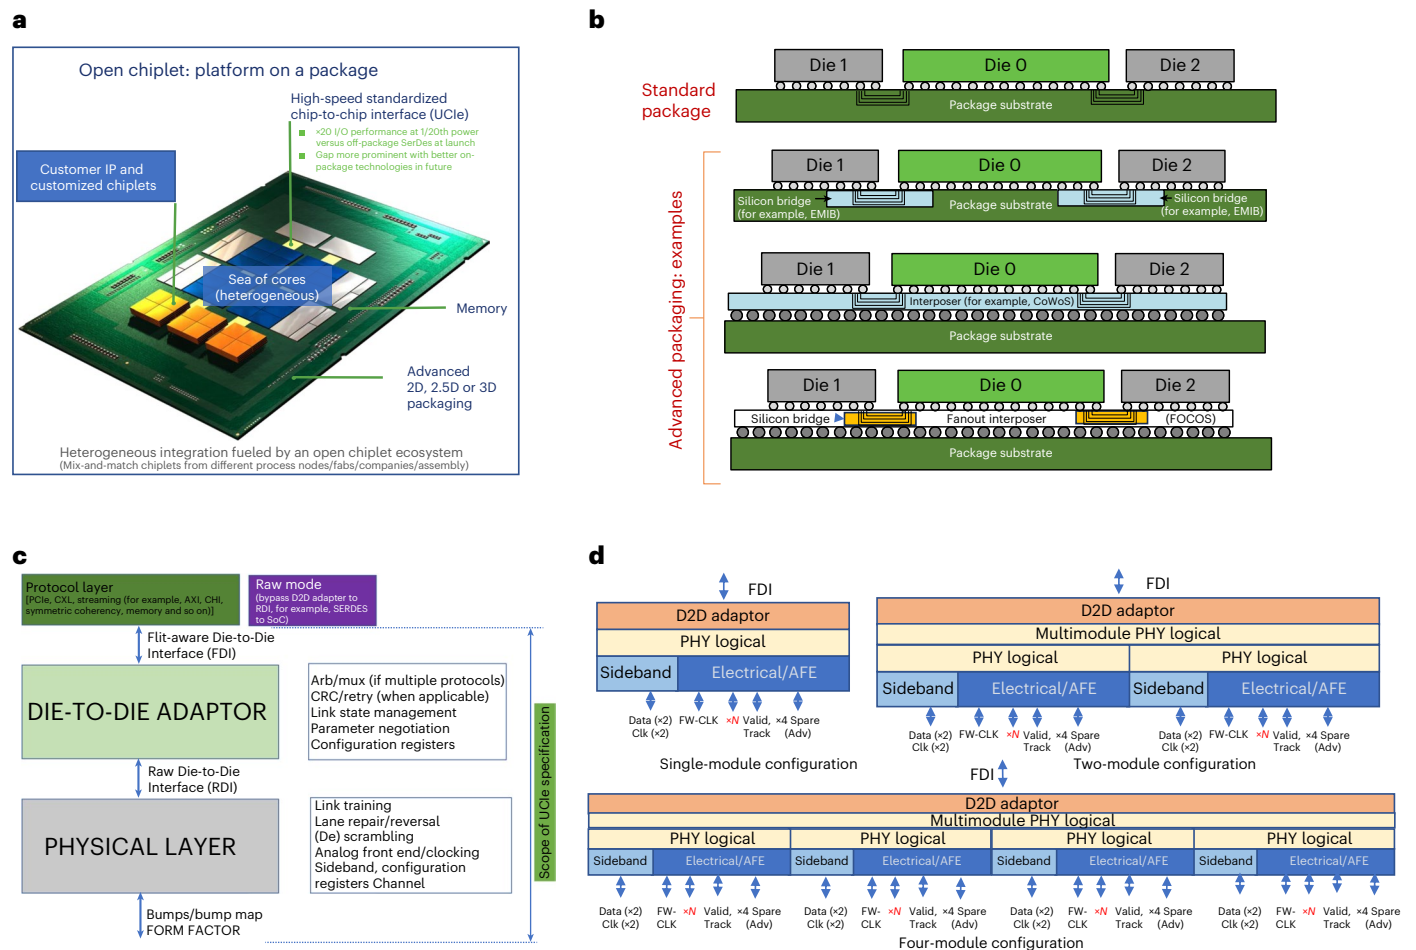 a
Open chiplet: platform on a package
High-speed standardized
chip-to-chip interface (UCIe)
×20 I/O performance at 1/20th power
versus off-package SerDes at launch
Gap more prominent with better on-
package technologies in future
Customer IP and
customized chiplets
Sea of cores
(heterogeneous)
Memory
Advanced
2D, 2.5D or 3D
packaging
Heterogeneous integration fueled by an open chiplet ecosystem
(Mix-and-match chiplets from different process nodes/fabs/companies/assembly)
b
Standard
package
Die 1
Die 0
Die 2
Package substrate
Advanced packaging: examples
Die 1
Die 0
Die 2
Silicon bridge
(for example, EMIB)
Package substrate
Silicon bridge
(for example, EMIB)
Die 1
Die 0
Die 2
Interposer (for example, CoWoS)
Package substrate
Die 1
Die 0
Die 2
Silicon bridge
Fanout interposer
(FOCOS)
Package substrate
c
Protocol layer
[PCIe, CXL, streaming (for example, AXI, CHI,
symmetric coherency, memory and so on)]
Raw mode
(bypass D2D adapter to
RDI, for example, SERDES
to SoC)
Flit-aware Die-to-Die
Interface (FDI)
DIE-TO-DIE ADAPTOR
Arb/mux (if multiple protocols)
CRC/retry (when applicable)
Link state management
Parameter negotiation
Configuration registers
Raw Die-to-Die
Interface (RDI)
PHYSICAL LAYER
Link training
Lane repair/reversal
(De) scrambling
Analog front end/clocking
Sideband, configuration
registers Channel
Bumps/bump map
FORM FACTOR
Scope of UCIe specification
d
FDI
D2D adaptor
PHY logical
Sideband
Electrical/AFE
Data (×2)
Clk (×2)
FW-CLK
×N
Valid,
Track
×4 Spare
(Adv)
Single-module configuration
FDI
D2D adaptor
Multimodule PHY logical
PHY logical
PHY logical
Sideband
Electrical/AFE
Sideband
Electrical/AFE
Data (×2)
Clk (×2)
FW-CLK
×N
Valid,
Track
×4 Spare
(Adv)
Data (×2)
Clk (×2)
FW-CLK
×N
Valid,
Track
×4 Spare
(Adv)
Two-module configuration
FDI
D2D adaptor
Multimodule PHY logical
PHY logical
PHY logical
PHY logical
PHY logical
Sideband
Electrical/AFE
Sideband
Electrical/AFE
Sideband
Electrical/AFE
Sideband
Electrical/AFE
Data (×2)
Clk (×2)
FW-
CLK
×N
Valid,
Track
×4 Spare
(Adv)
Data (×2)
Clk (×2)
FW-
CLK
×N
Valid,
Track
×4 Spare
(Adv)
Data (×2)
Clk (×2)
FW-
CLK
×N
Valid,
Track
×4 Spare
(Adv)
Data (×2)
Clk (×2)
FW-
CLK
×N
Valid,
Track
×4 Spare
(Adv)
Four-module configuration